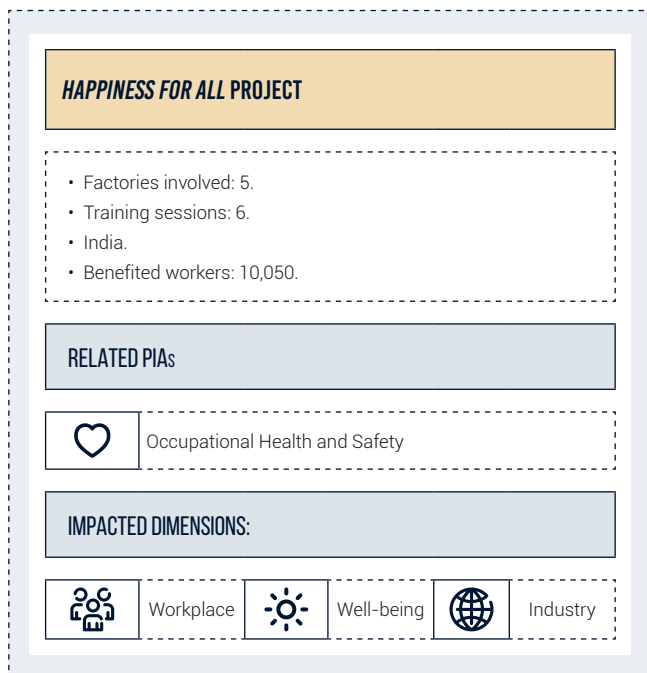 HAPPINESS FOR ALL PROJECT
• Factories involved: 5.
• Training sessions: 6.
• India.
• Benefited workers: 10,050.
RELATED PIAs
Occupational Health and Safety
IMPACTED DIMENSIONS:
Workplace Well-being Industry